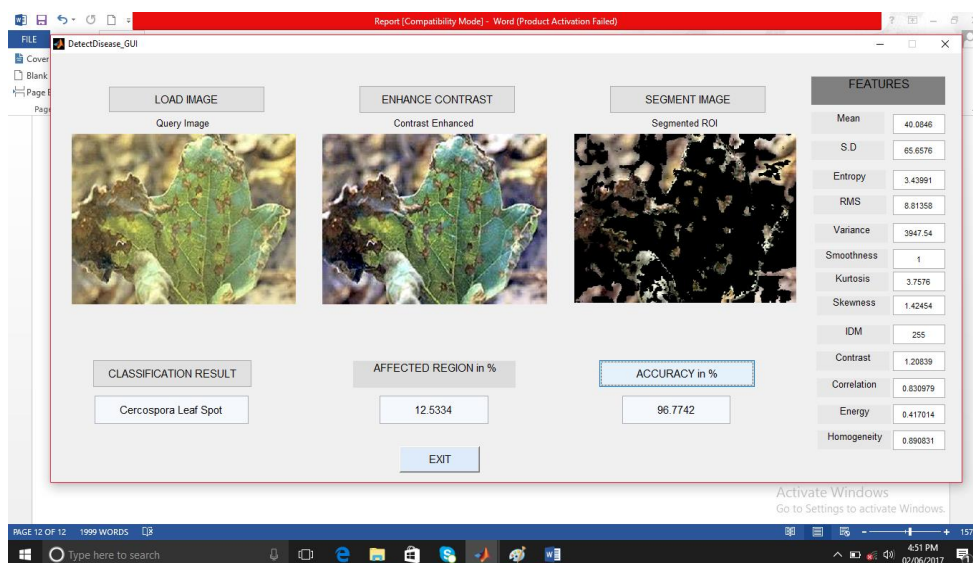 Report [Compatibility Mode] - Word (Product Activation Failed)
FILE
DetectDisease_GUI
Cover
Blank
Page
LOAD IMAGE
ENHANCE CONTRAST
SEGMENT IMAGE
Query Image
Contrast Enhanced
Segmented ROI
FEATURES
Mean 40.0846
S.D 65.6576
Entropy 3.43991
RMS 8.81358
Variance 3947.54
Smoothness 1
Kurtosis 3.7576
Skewness 1.42454
IDM 255
Contrast 1.20839
Correlation 0.830979
Energy 0.417014
Homogeneity 0.890831
CLASSIFICATION RESULT
AFFECTED REGION in %
ACCURACY in %
Cercospora Leaf Spot
12.5334
96.7742
EXIT
Activate Windows
Go to Settings to activate Windows.
PAGE 12 OF 12 1999 WORDS
157
Type here to search
4:51 PM
02/06/2017